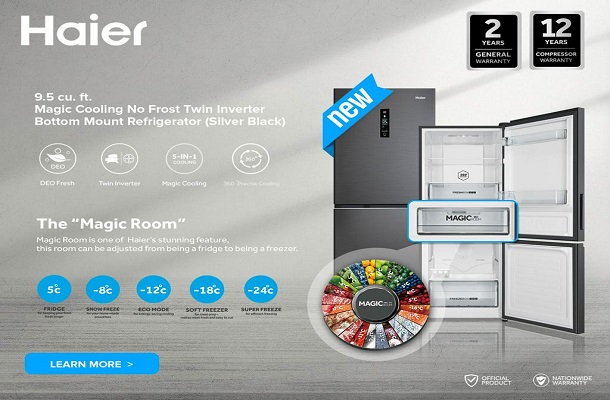 Haier
2
YEARS
GENERAL
WARRANTY
12
YEARS
COMPRESSOR
WARRANTY
9.5 cu. ft.
Magic Cooling No Frost Twin Inverter
Bottom Mount Refrigerator (Silver Black)
new
Haier
DEO
5-IN-1
COOLING
360°
DEO Fresh
Twin Inverter
Magic Cooling
360 Thermal Cooling
The “Magic Room”
Magic Room is one of Haier's stunning feature,
this room can be adjusted from being a fridge to being a freezer.
5°c
-8°c
-12°c
-18°c
-24°c
FRIDGE
SNOW FREEZE
ECO MODE
SOFT FREEZER
SUPER FREEZE
MAGIC
MAGIC
LEARN MORE >
OFFICIAL
PRODUCT
NATIONWIDE
WARRANTY